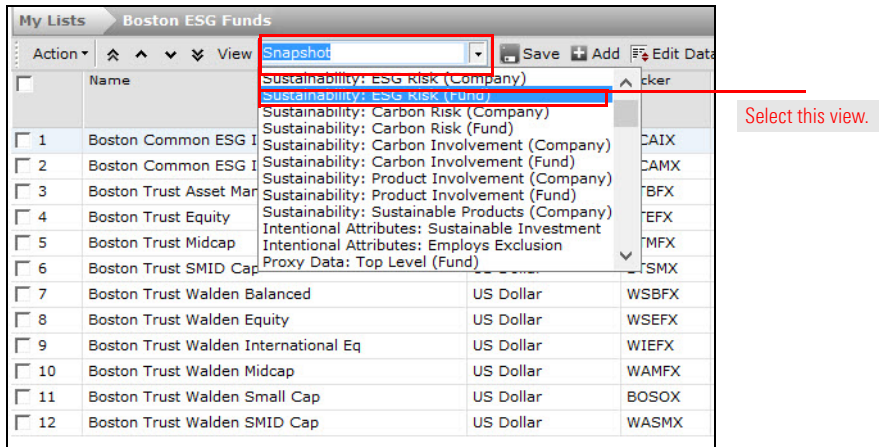 My Lists Boston ESG Funds
Action View Snapshot Save Add Edit Data
Name cker
Sustainability: ESG Risk (Company)
Sustainability: ESG Risk (Fund)
Sustainability: Carbon Risk (Company)
Sustainability: Carbon Risk (Fund)
Sustainability: Carbon Involvement (Company)
Sustainability: Carbon Involvement (Fund)
Sustainability: Product Involvement (Company)
Sustainability: Product Involvement (Fund)
Sustainability: Sustainable Products (Company)
Intentional Attributes: Sustainable Investment
Intentional Attributes: Employs Exclusion
Proxy Data: Top Level (Fund)
Select this view.
1 Boston Common ESG I CAIX
2 Boston Common ESG I CAMX
3 Boston Trust Asset Mar TBFX
4 Boston Trust Equity TEFX
5 Boston Trust Midcap TMFX
6 Boston Trust SMID Cap TSMX
7 Boston Trust Walden Balanced US Dollar WSBFX
8 Boston Trust Walden Equity US Dollar WSEFX
9 Boston Trust Walden International Eq US Dollar WIEFX
10 Boston Trust Walden Midcap US Dollar WAMFX
11 Boston Trust Walden Small Cap US Dollar BOSOX
12 Boston Trust Walden SMID Cap US Dollar WASMX